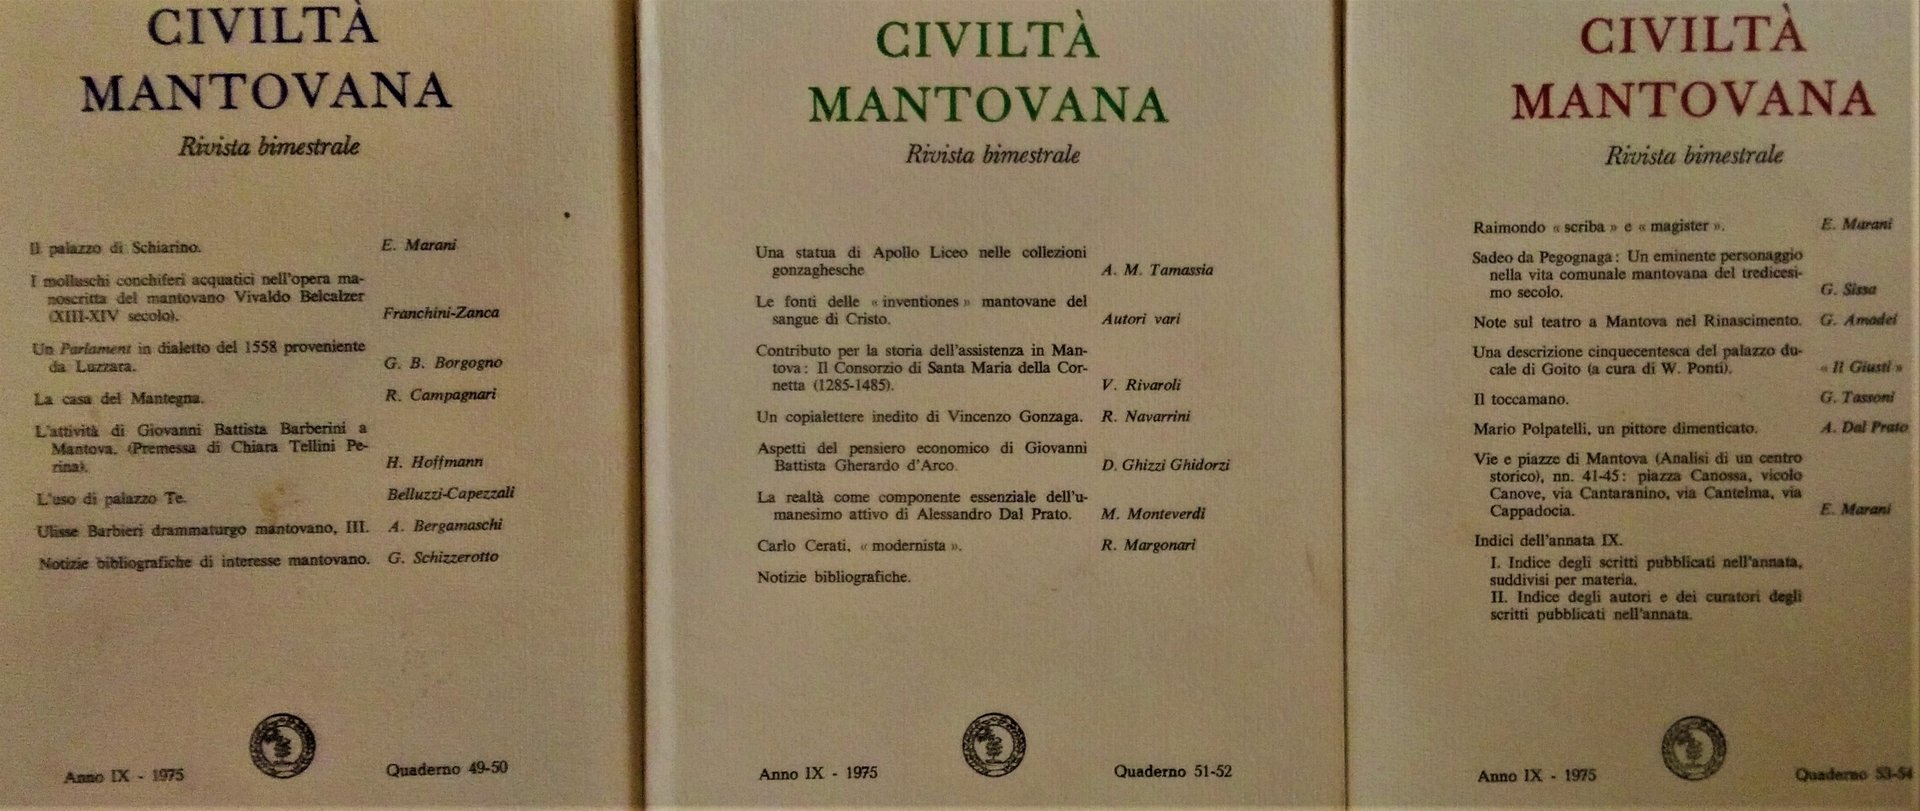 CIVILTÀ
MANTOVANA
Rivista bimestrale
Il palazzo di Schiarino. E. Marani
I molluschi conchiferi acquatici nell'opera ma-
noscritta del mantovano Vivaldo Belcalzer
(XIII-XIV secolo). Franchini-Zanca
Un Parlament in dialetto del 1558 proveniente
da Luzzara. G. B. Borgogno
La casa del Mantegna. R. Campagnari
L'attività di Giovanni Battista Barberini a
Mantova. (Premessa di Chiara Tellini Pe-
rina). H. Hoffmann
L'uso di palazzo Te. Belluzzi-Capezzali
Ulisse Barbieri drammaturgo mantovano, III. A. Bergamaschi
Notizie bibliografiche di interesse mantovano. G. Schizzerotto
Anno IX - 1975 Quaderno 49-50
CIVILTÀ
MANTOVANA
Rivista bimestrale
Una statua di Apollo Liceo nelle collezioni
gonzaghesche A. M. Tamassia
Le fonti delle « inventiones » mantovane del
sangue di Cristo. Autori vari
Contributo per la storia dell'assistenza in Man-
tova: Il Consorzio di Santa Maria della Cor-
netta (1285-1485). V. Rivaroli
Un copialettere inedito di Vincenzo Gonzaga. R. Navarrini
Aspetti del pensiero economico di Giovanni
Battista Gherardo d'Arco. D. Ghizzi Ghidorzi
La realtà come componente essenziale dell'u-
manesimo attivo di Alessandro Dal Prato. M. Monteverdi
Carlo Cerati, « modernista ». R. Margonari
Notizie bibliografiche.
Anno IX - 1975 Quaderno 51-52
CIVILTÀ
MANTOVANA
Rivista bimestrale
Raimondo « scriba » e « magister ». E. Marani
Sadeo da Pegognaga: Un eminente personaggio
nella vita comunale mantovana del tredicesi-
mo secolo. G. Sissa
Note sul teatro a Mantova nel Rinascimento. G. Amadei
Una descrizione cinquecentesca del palazzo du-
cale di Goito (a cura di W. Ponti). « Il Giusti »
Il toccamano. G. Tassoni
Mario Polpatelli, un pittore dimenticato. A. Dal Prato
Vie e piazze di Mantova (Analisi di un centro
storico), nn. 41-45: piazza Canossa, vicolo
Canove, via Cantaranino, via Cantelma, via
Cappadocia. E. Marani
Indici dell'annata IX.
I. Indice degli scritti pubblicati nell'annata,
suddivisi per materia.
II. Indice degli autori e dei curatori degli
scritti pubblicati nell'annata.
Anno IX - 1975 Quaderno 53-54